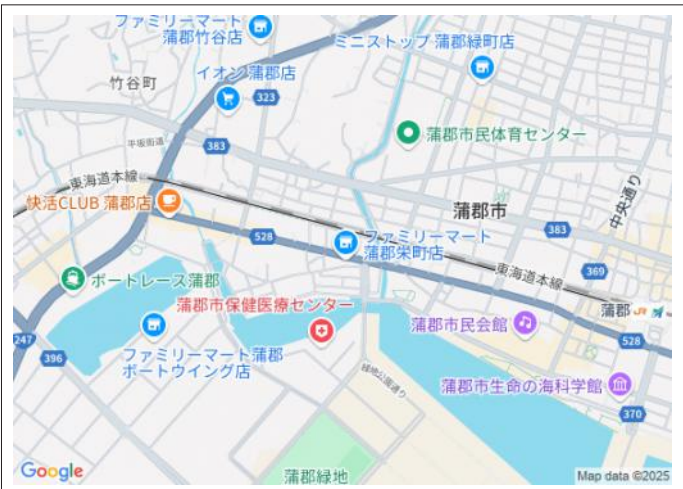 ファミリーマート
蒲郡竹谷店
ミニストップ 蒲郡緑町店
竹谷町
イオン 蒲郡店
323
蒲郡市民体育センター
平坂街道
383
東海道本線
快活CLUB 蒲郡店
蒲郡市
中央通り
528
ファミリーマート
蒲郡栄町店
383
東海道本線
369
ボートレース蒲郡
蒲郡市保健医療センター
蒲郡 JR
蒲郡市民会館
247
396
ファミリーマート蒲郡
ボートウイング店
528
蒲郡市生命の海科学館
370
蒲郡緑地
Google
Map data ©2025